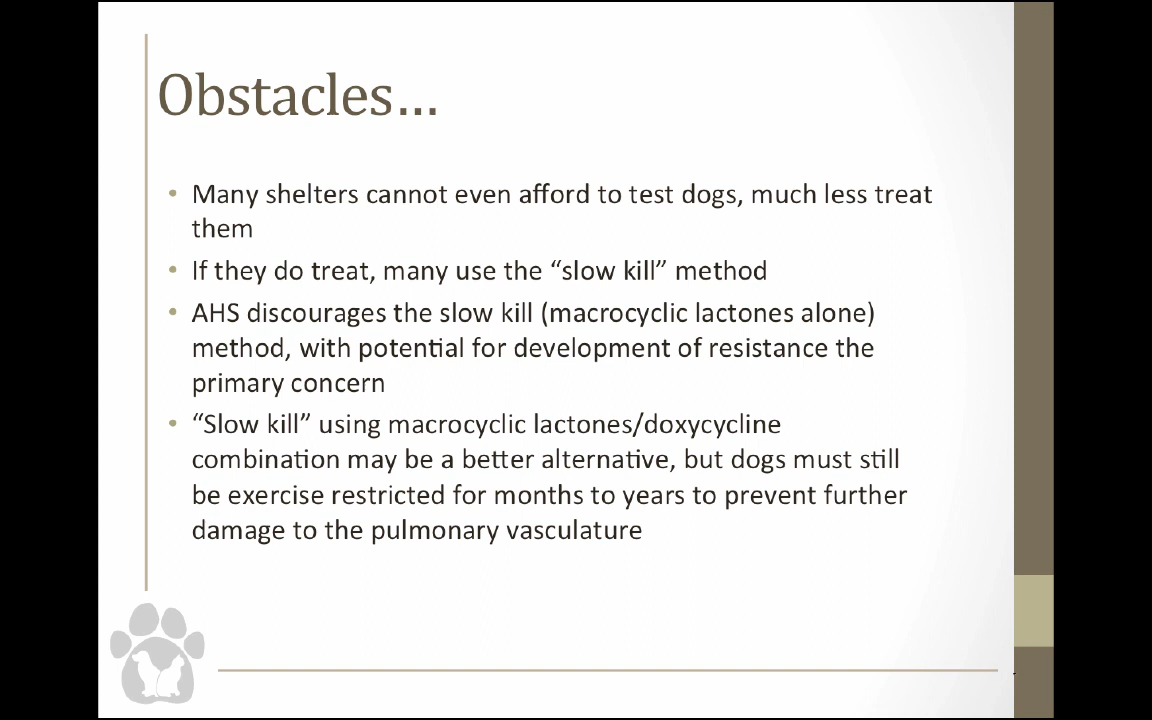 Obstacles…
• Many shelters cannot even afford to test dogs, much less treat
them
• If they do treat, many use the “slow kill” method
• AHS discourages the slow kill (macrocyclic lactones alone)
method, with potential for development of resistance the
primary concern
• “Slow kill” using macrocyclic lactones/doxycycline
combination may be a better alternative, but dogs must still
be exercise restricted for months to years to prevent further
damage to the pulmonary vasculature